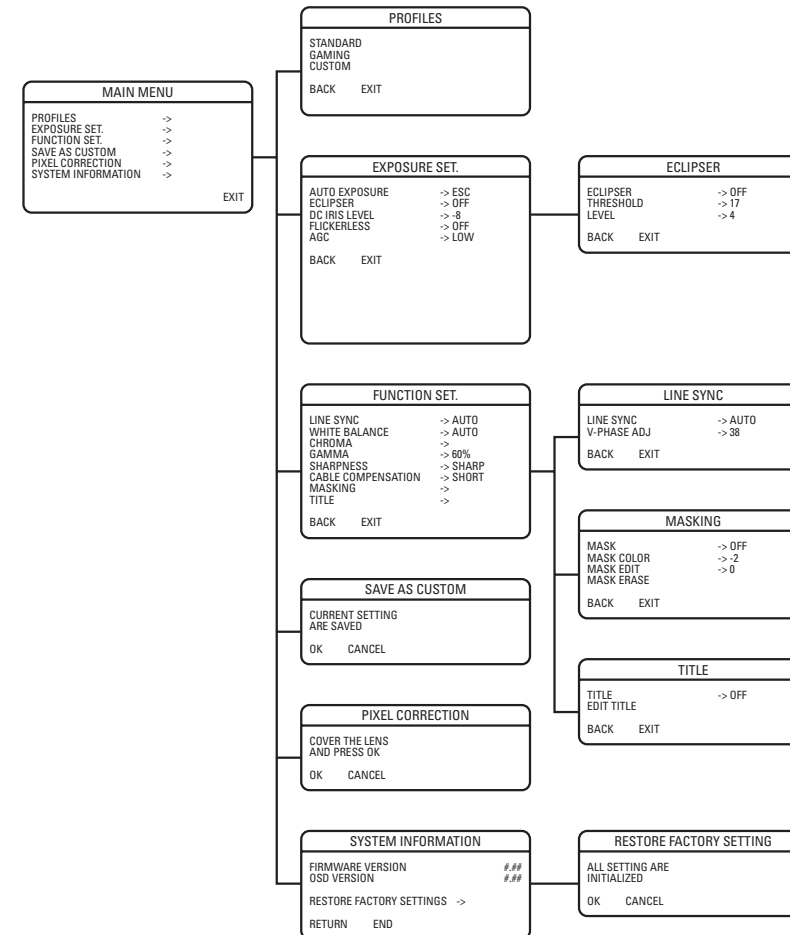 MAIN MENU
PROFILES ->
EXPOSURE SET. ->
FUNCTION SET. ->
SAVE AS CUSTOM ->
PIXEL CORRECTION ->
SYSTEM INFORMATION ->
EXIT
PROFILES
STANDARD
GAMING
CUSTOM
BACK EXIT
EXPOSURE SET.
AUTO EXPOSURE -> ESC
ECLIPSER -> OFF
DC IRIS LEVEL -> -8
FLICKERLESS -> OFF
AGC -> LOW
BACK EXIT
ECLIPSER
ECLIPSER -> OFF
THRESHOLD -> 17
LEVEL -> 4
BACK EXIT
FUNCTION SET.
LINE SYNC -> AUTO
WHITE BALANCE -> AUTO
CHROMA ->
GAMMA -> 60%
SHARPNESS -> SHARP
CABLE COMPENSATION -> SHORT
MASKING ->
TITLE ->
BACK EXIT
LINE SYNC
LINE SYNC -> AUTO
V-PHASE ADJ -> 38
BACK EXIT
MASKING
MASK -> OFF
MASK COLOR -> -2
MASK EDIT -> 0
MASK ERASE
BACK EXIT
TITLE
TITLE -> OFF
EDIT TITLE
BACK EXIT
SAVE AS CUSTOM
CURRENT SETTING
ARE SAVED
OK CANCEL
PIXEL CORRECTION
COVER THE LENS
AND PRESS OK
OK CANCEL
SYSTEM INFORMATION
FIRMWARE VERSION #.##
OSD VERSION #.##
RESTORE FACTORY SETTINGS ->
RETURN END
RESTORE FACTORY SETTING
ALL SETTING ARE
INITIALIZED
OK CANCEL